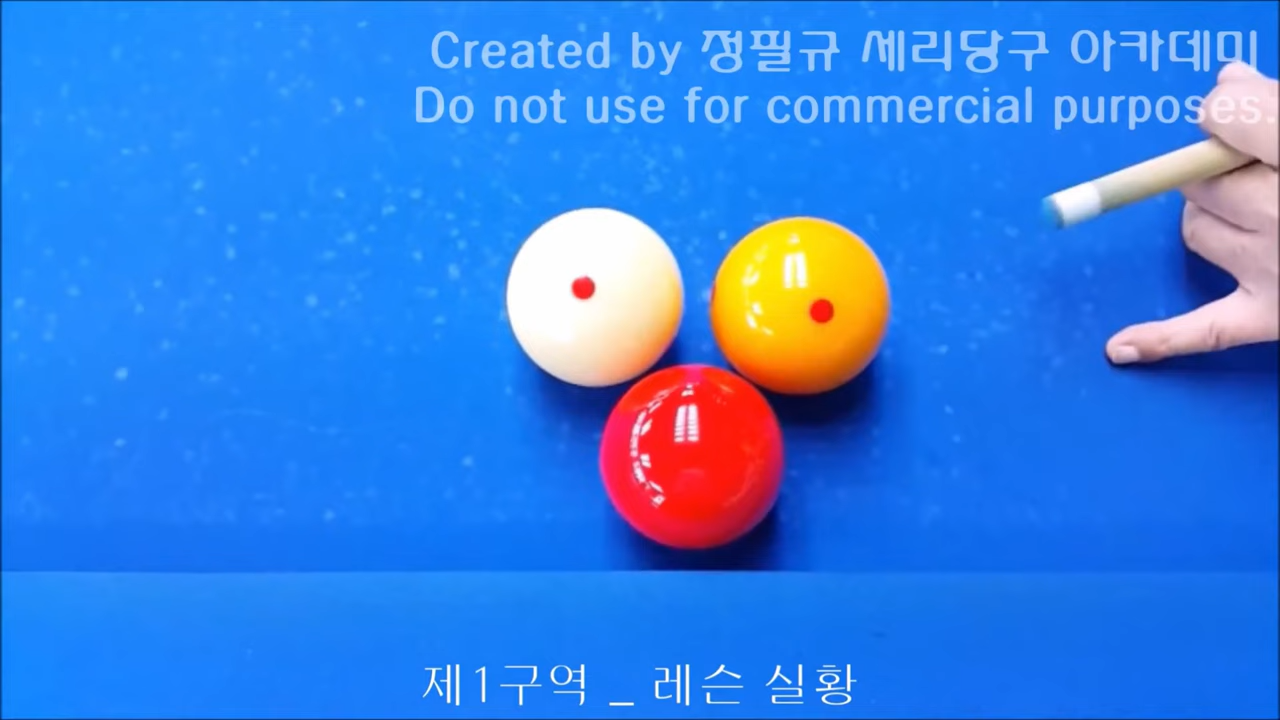 Created by 정필규 세리당구 아카데미
Do not use for commercial purposes.
제1구역 _ 레슨 실황